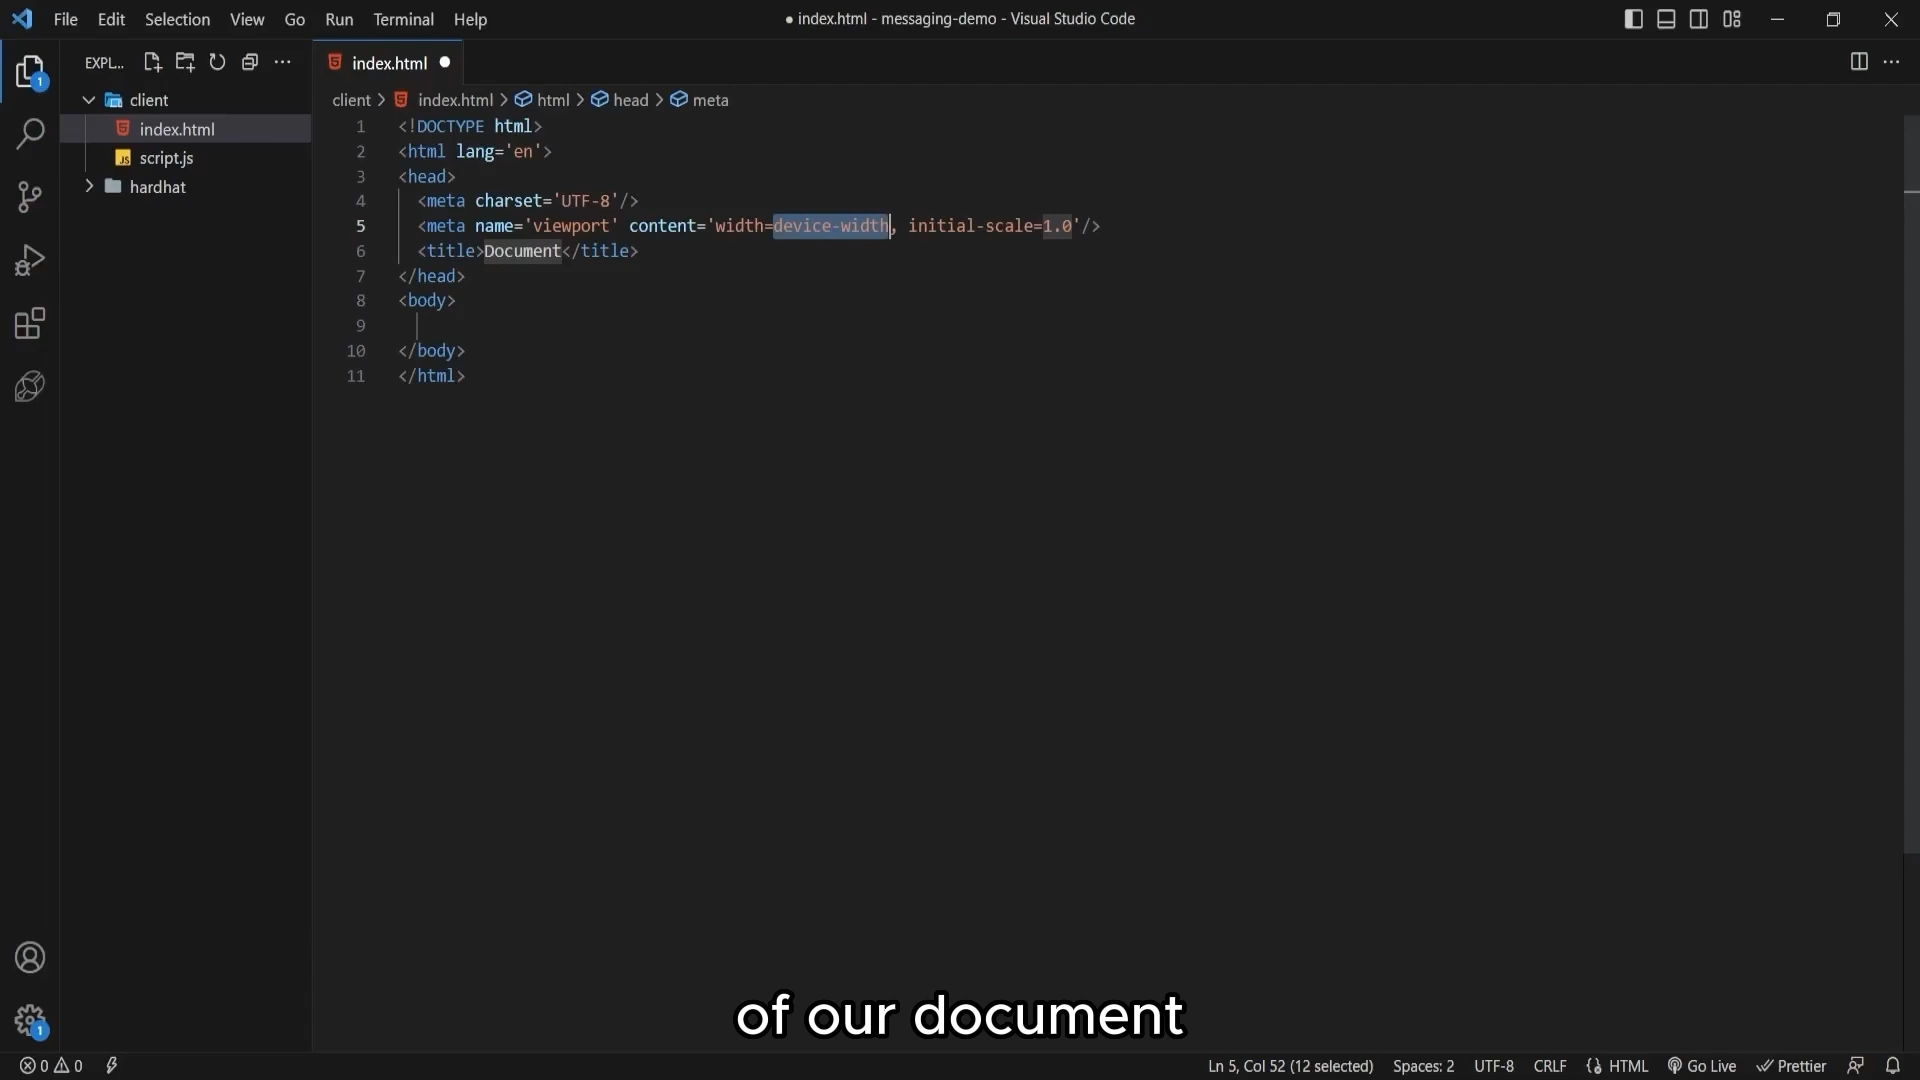 File Edit Selection View Go Run Terminal Help
● index.html - messaging-demo - Visual Studio Code
EXPL...
index.html
1
client
index.html
script.js
JS
hardhat
client > index.html > html > head > meta
1 <!DOCTYPE html>
2 <html lang='en'>
3 <head>
4 <meta charset='UTF-8'/>
5 <meta name='viewport' content='width=device-width, initial-scale=1.0'/>
6 <title>Document</title>
7 </head>
8 <body>
9
10 </body>
11 </html>
of our document
1
0 0
Ln 5, Col 52 (12 selected) Spaces: 2 UTF-8 CRLF HTML Go Live Prettier